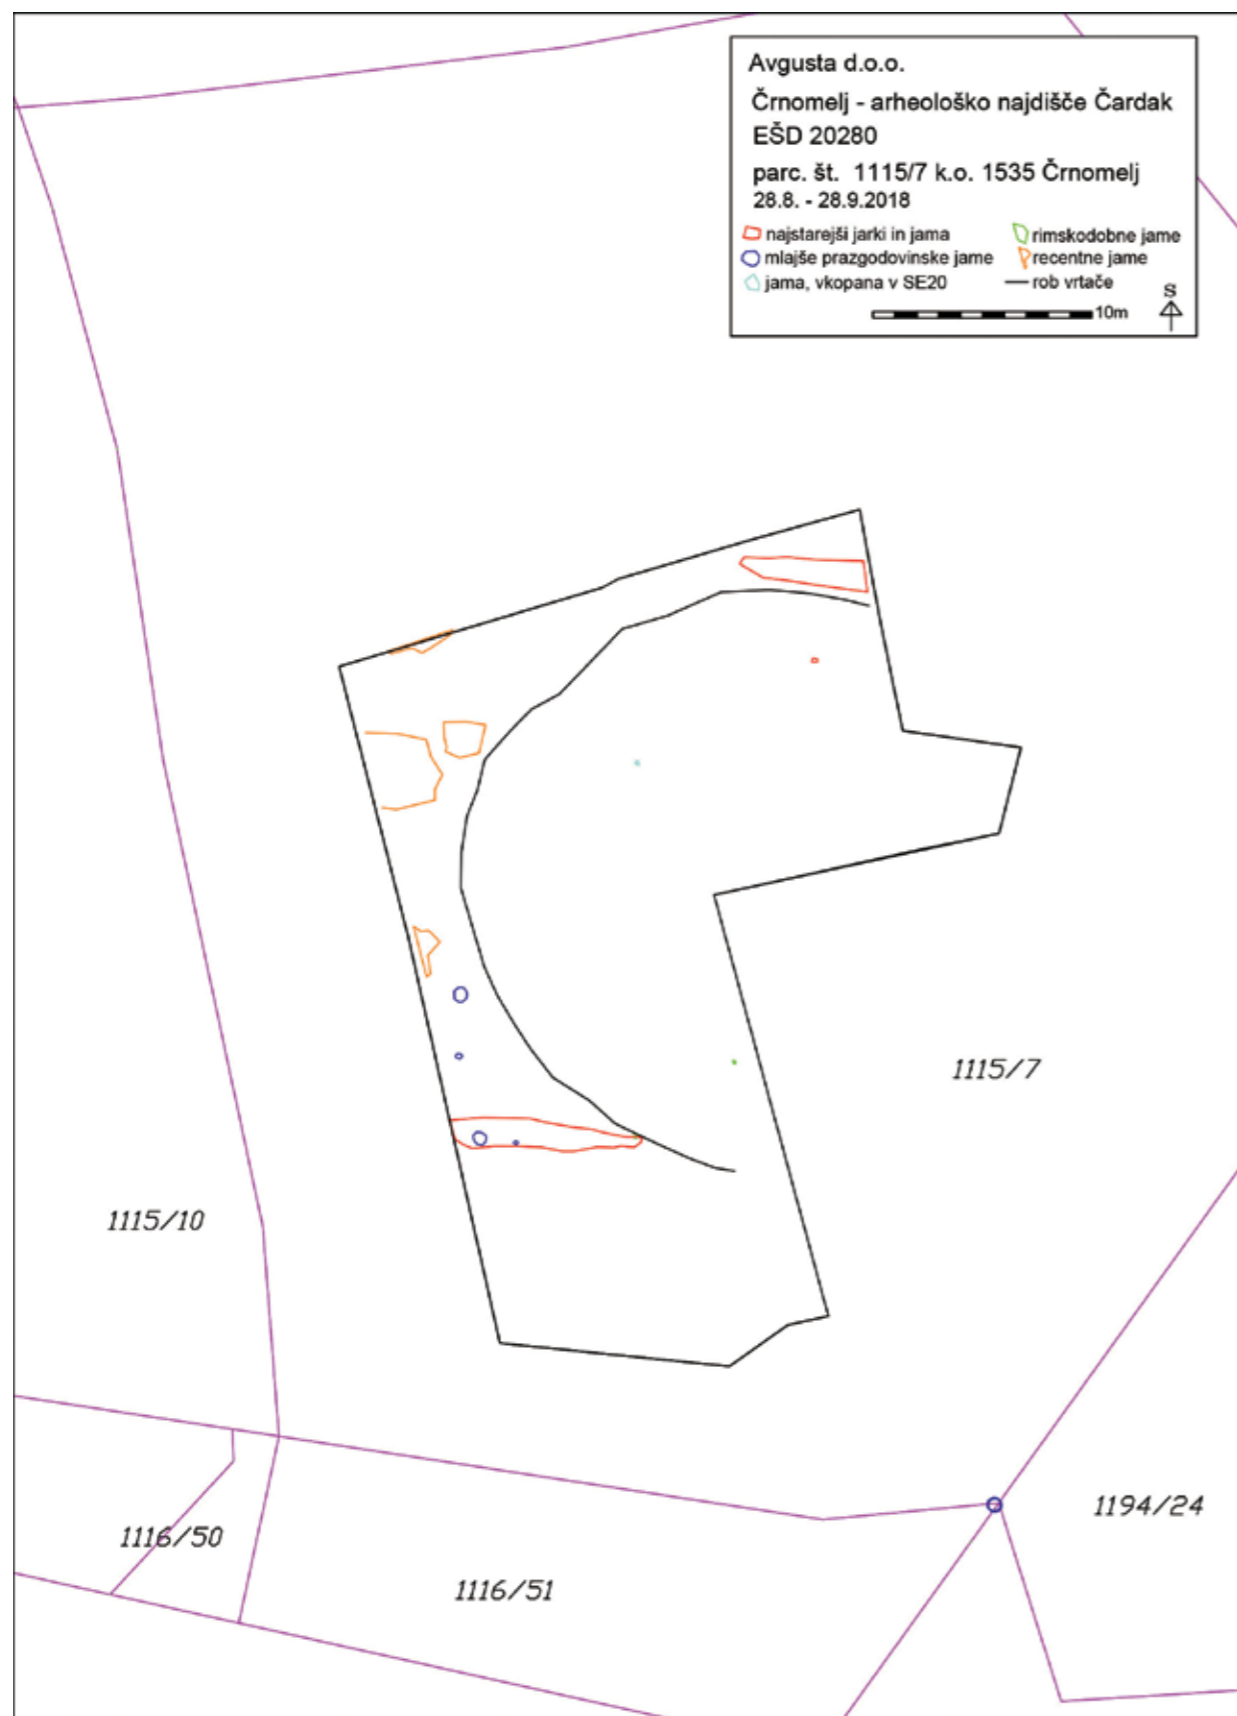 Avgusta d.o.o.
Črnomelj - arheološko najdišče Čardak
EŠD 20280
parc. št. 1115/7 k.o. 1535 Črnomelj
28.8. - 28.9.2018
najstarejši jarki in jama
rimskodobne jame
mlajše prazgodovinske jame
recentne jame
jama, vkopana v SE20
rob vrtače
10m
S
1115/7
1115/10
1194/24
1116/50
1116/51